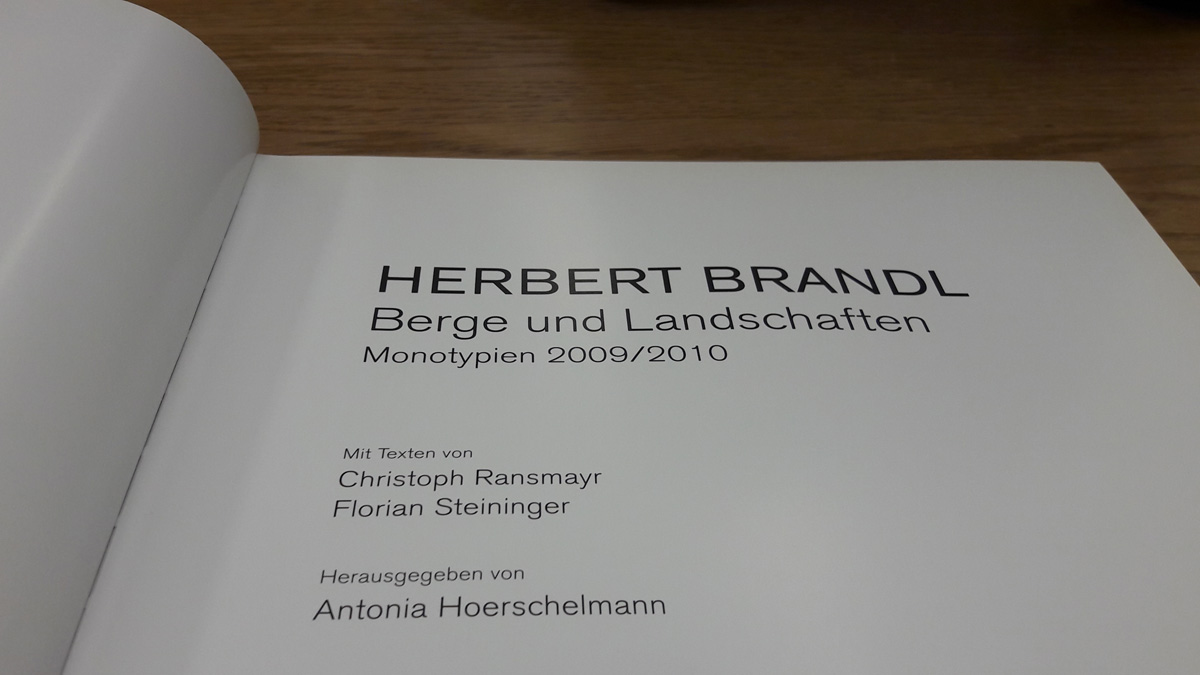 HERBERT BRANDL
Berge und Landschaften
Monotypien 2009/2010
Mit Texten von
Christoph Ransmayr
Florian Steininger
Herausgegeben von
Antonia Hoerschelmann